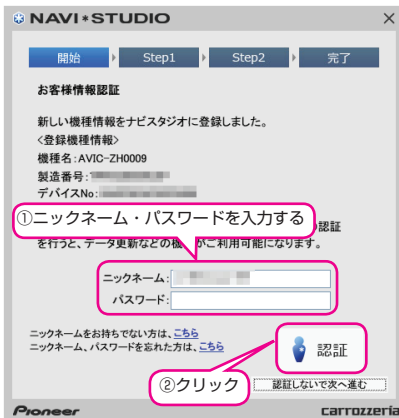 NAVI*STUDIO
開始 Step1 Step2 完了
お客様情報認証
新しい機種情報をナビスタジオに登録しました。
<登録機種情報>
機種名:AVIC-ZH0009
製造番号:
デバイスNo:
①ニックネーム・パスワードを入力する
の認証
を行うと、データ更新などの機 がご利用可能になります。
ニックネーム:
パスワード:
ニックネームをお持ちでない方は、こちら
ニックネーム、パスワードを忘れた方は、こちら
認証
②クリック
認証しないで次へ進む
Pioneer carrozzeria